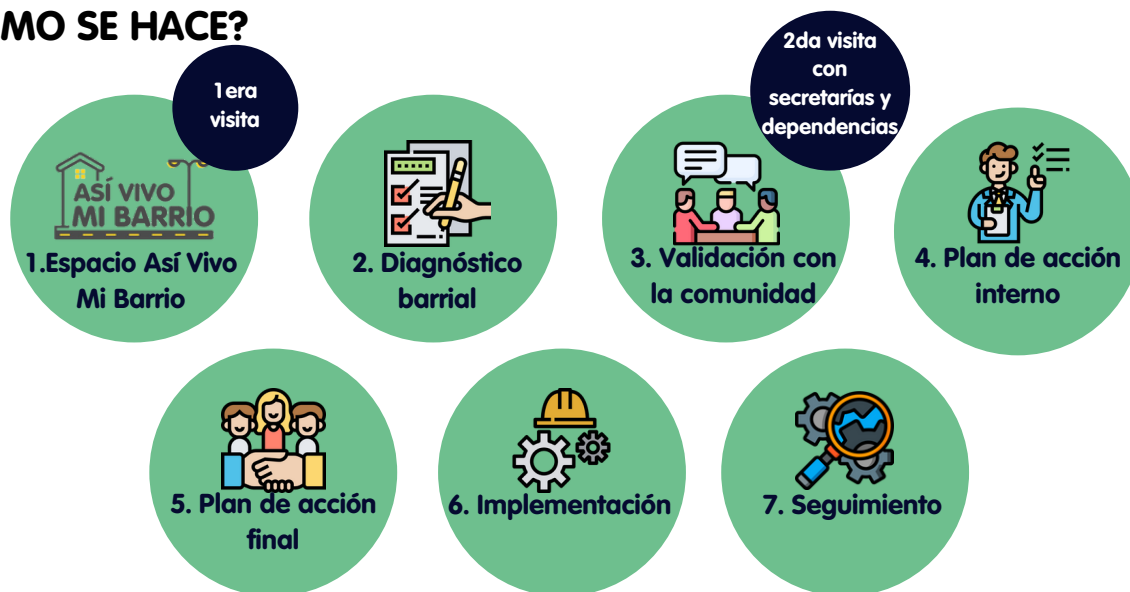 MO SE HACE?
1era
visita
2da visita
con
secretarías y
dependencias
ASÍ VIVO
MI BARRIO
1.Espacio Así Vivo
Mi Barrio
2. Diagnóstico
barrial
3. Validación con
la comunidad
4. Plan de acción
interno
5. Plan de acción
final
6. Implementación
7. Seguimiento